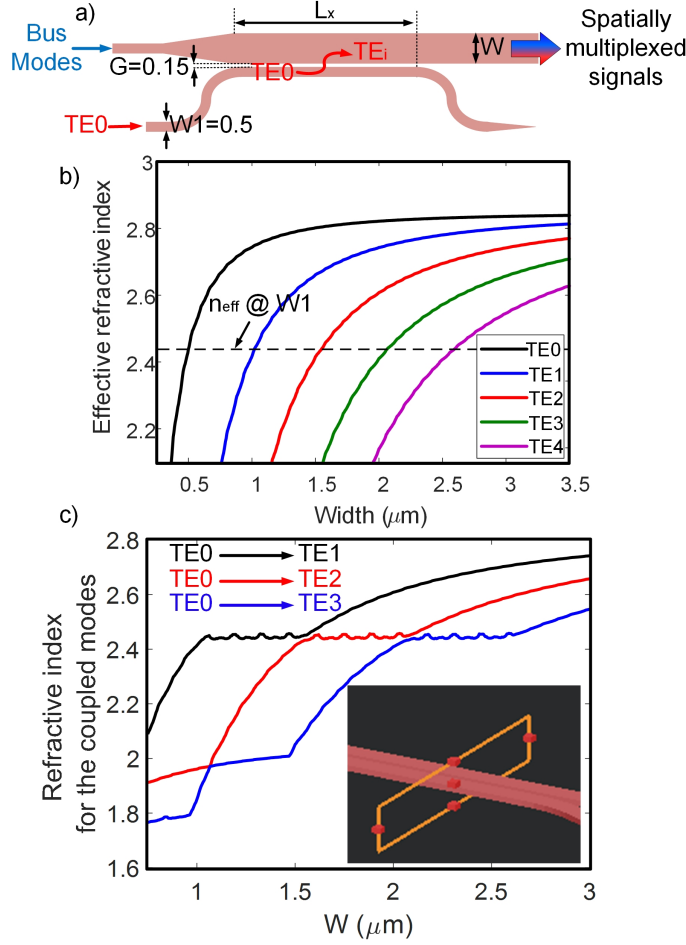 a)
Lx
Bus
Modes
G=0.15
TEi
TE0
W
Spatially
multiplexed
signals
TE0
W1=0.5
b)
Effective refractive index
3
2.8
2.6
2.4
2.2
neff @ W1
TE0
TE1
TE2
TE3
TE4
0.5 1 1.5 2 2.5 3 3.5
Width (μm)
c)
Refractive index
for the coupled modes
2.8
2.6
2.4
2.2
2
1.8
1.6
TE0 TE1
TE0 TE2
TE0 TE3
1 1.5 2 2.5 3
W (μm)